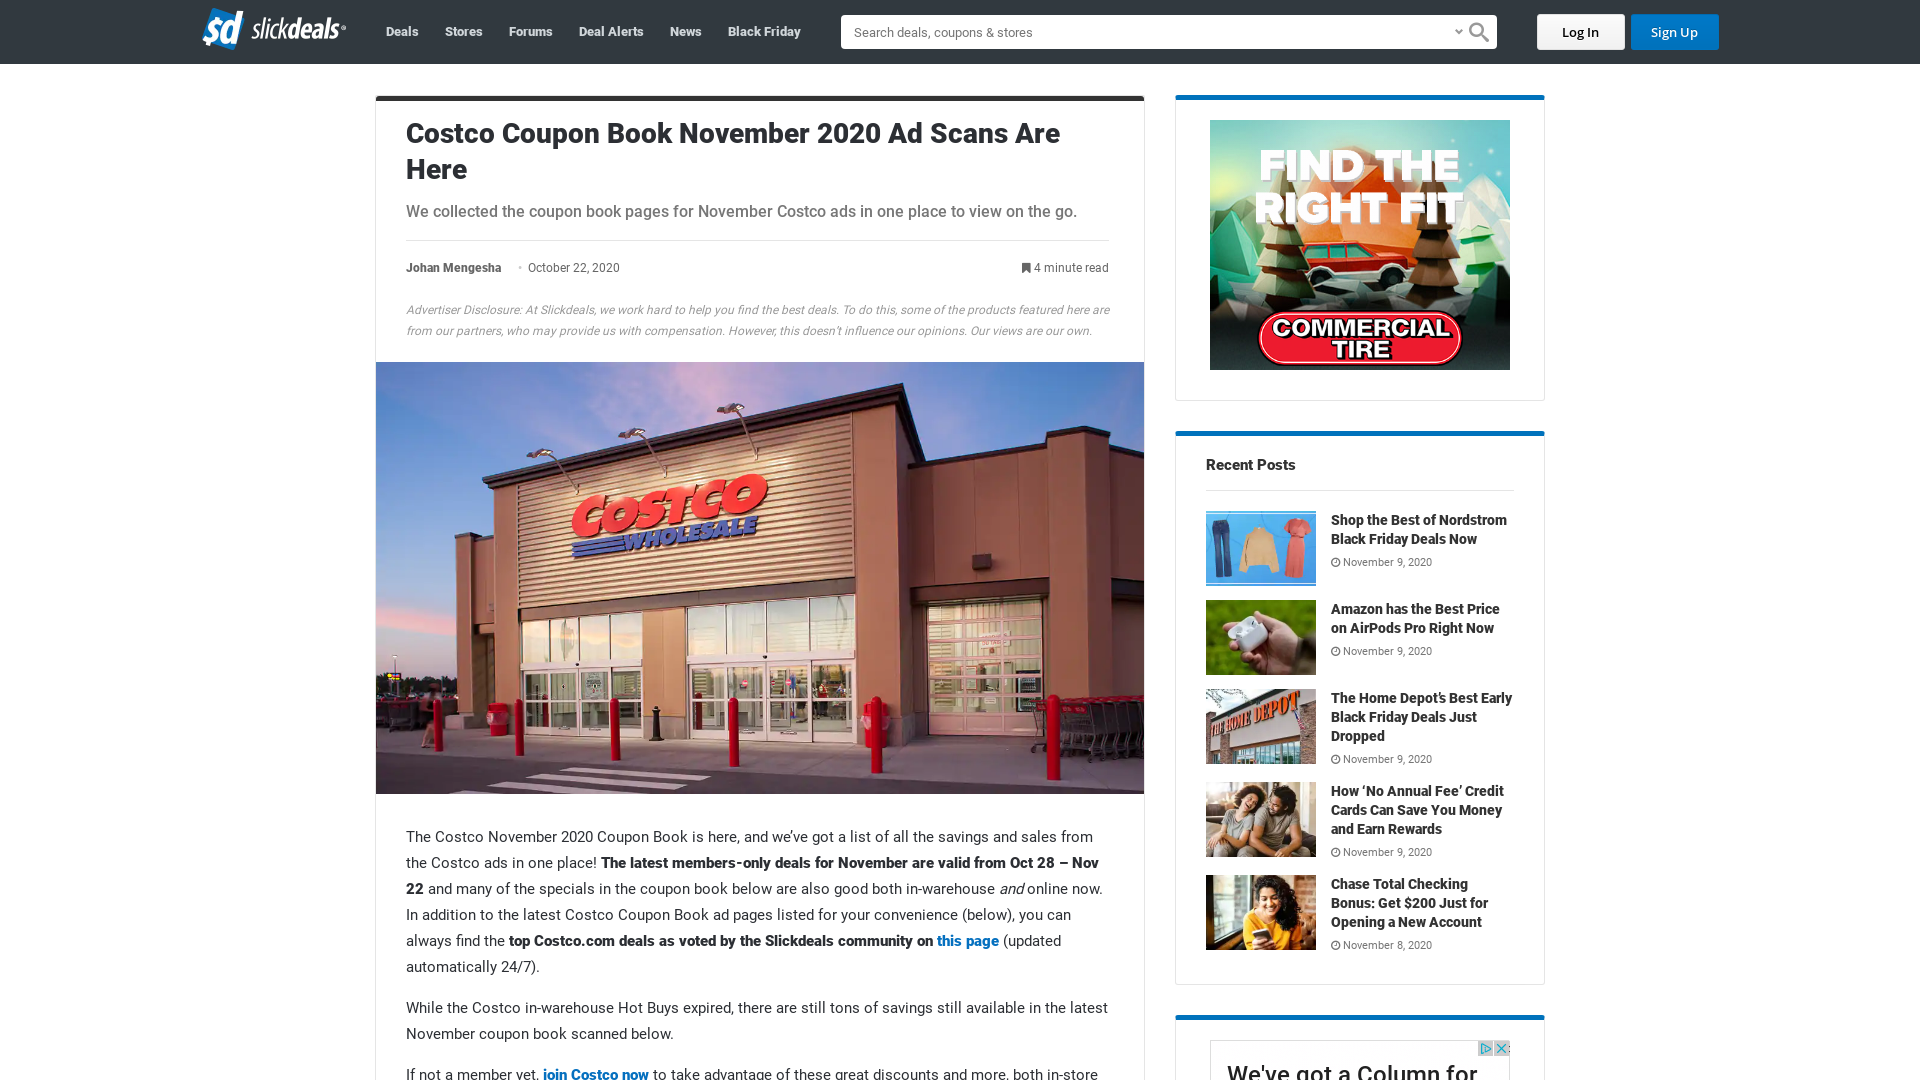 $d slickdeals
Deals
Stores
Forums
Deal Alerts
News
Black Friday
Search deals, coupons & stores
Log In
Sign Up
Costco Coupon Book November 2020 Ad Scans Are
Here
We collected the coupon book pages for November Costco ads in one place to view on the go.
Johan Mengesha • October 22, 2020
4 minute read
Advertiser Disclosure: At Slickdeals, we work hard to help you find the best deals. To do this, some of the products featured here are
from our partners, who may provide us with compensation. However, this doesn't influence our opinions. Our views are our own.
COSTCO
WHOLESALE
The Costco November 2020 Coupon Book is here, and we’ve got a list of all the savings and sales from
the Costco ads in one place! The latest members-only deals for November are valid from Oct 28 – Nov
22 and many of the specials in the coupon book below are also good both in-warehouse and online now.
In addition to the latest Costco Coupon Book ad pages listed for your convenience (below), you can
always find the top Costco.com deals as voted by the Slickdeals community on this page (updated
automatically 24/7).
While the Costco in-warehouse Hot Buys expired, there are still tons of savings still available in the latest
November coupon book scanned below.
If not a member yet, join Costco now to take advantage of these great discounts and more, both in-store
FIND THE
RIGHT FIT
COMMERCIAL
TIRE
Recent Posts
Shop the Best of Nordstrom
Black Friday Deals Now
November 9, 2020
Amazon has the Best Price
on AirPods Pro Right Now
November 9, 2020
THE HOME DEPOT
The Home Depot’s Best Early
Black Friday Deals Just
Dropped
November 9, 2020
How ‘No Annual Fee’ Credit
Cards Can Save You Money
and Earn Rewards
November 9, 2020
Chase Total Checking
Bonus: Get $200 Just for
Opening a New Account
November 8, 2020
We've got a Column for